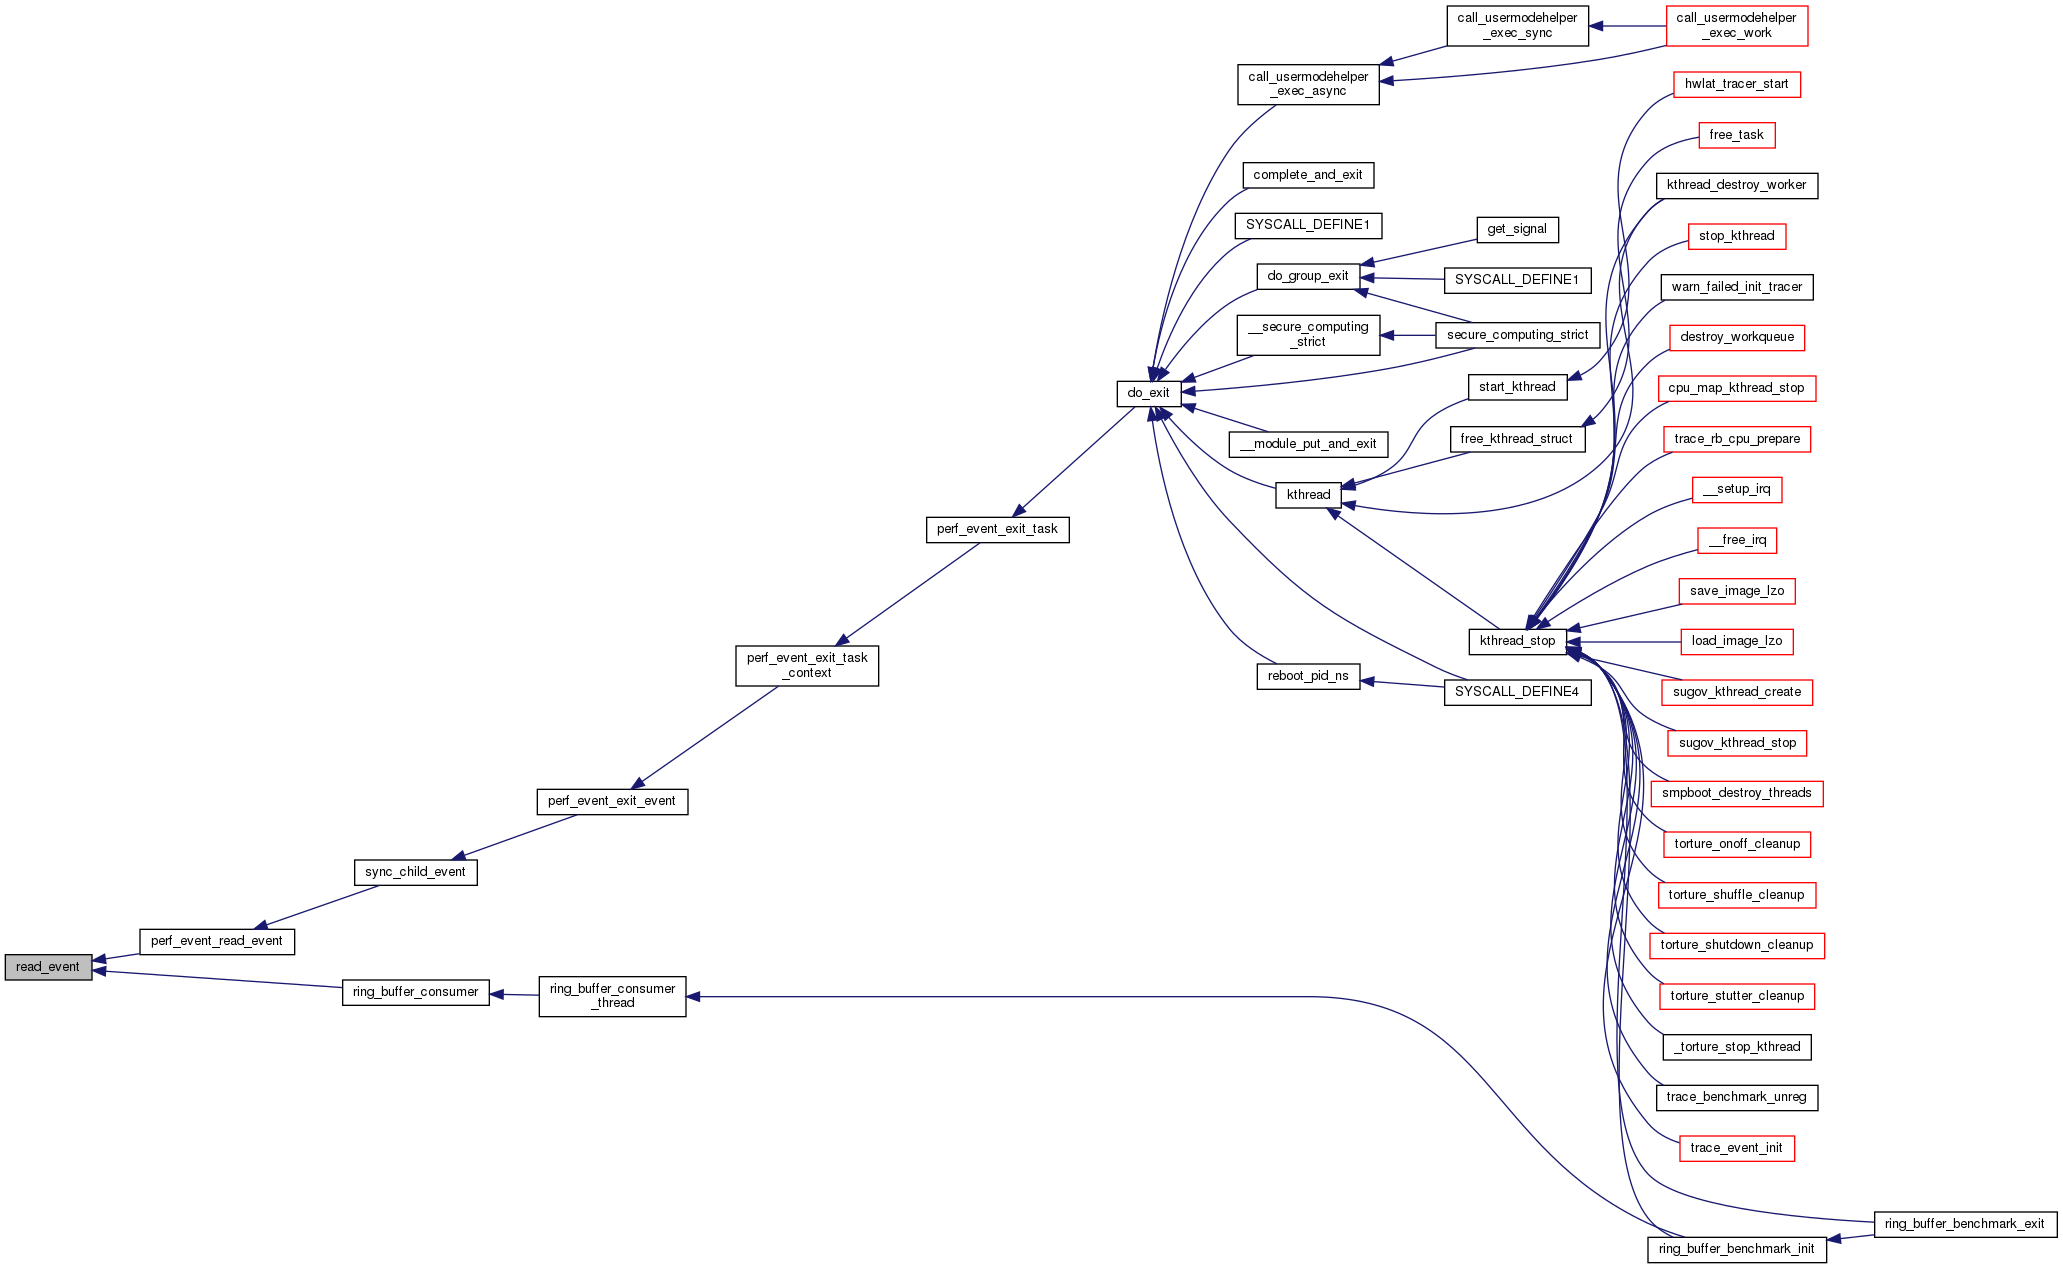 call_usermodehelper
_exec_sync
call_usermodehelper
_exec_work
call_usermodehelper
_exec_async
hwlat_tracer_start
free_task
complete_and_exit
kthread_destroy_worker
SYSCALL_DEFINE1
get_signal
stop_kthread
do_group_exit
SYSCALL_DEFINE1
warn_failed_init_tracer
__secure_computing
_strict
secure_computing_strict
destroy_workqueue
do_exit
start_kthread
cpu_map_kthread_stop
__module_put_and_exit
free_kthread_struct
trace_rb_cpu_prepare
kthread
__setup_irq
perf_event_exit_task
__free_irq
save_image_lzo
kthread_stop
load_image_lzo
perf_event_exit_task
_context
reboot_pid_ns
SYSCALL_DEFINE4
sugov_kthread_create
sugov_kthread_stop
perf_event_exit_event
smpboot_destroy_threads
torture_onoff_cleanup
sync_child_event
torture_shuffle_cleanup
perf_event_read_event
torture_shutdown_cleanup
read_event
ring_buffer_consumer
ring_buffer_consumer
_thread
torture_stutter_cleanup
_torture_stop_kthread
trace_benchmark_unreg
trace_event_init
ring_buffer_benchmark_exit
ring_buffer_benchmark_init